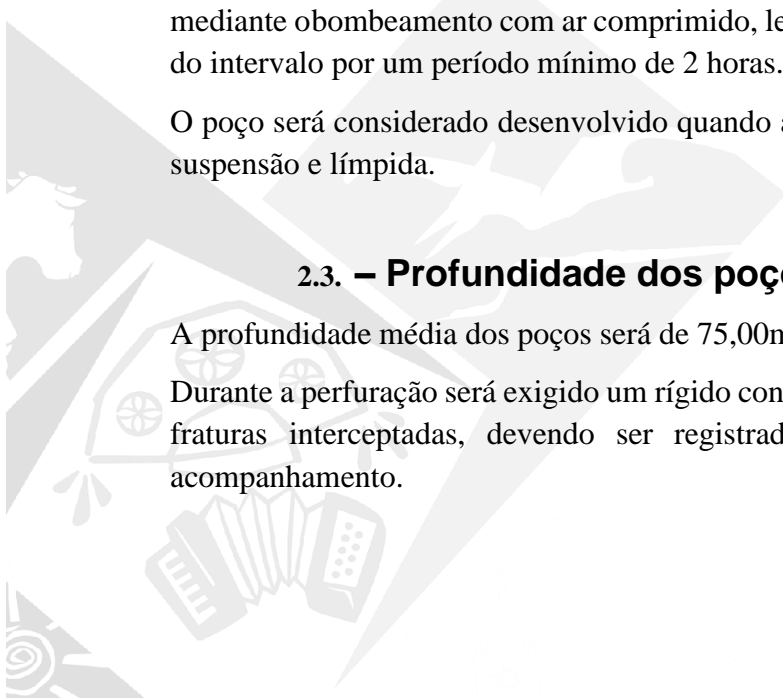 mediante obombeamento com ar comprimido, le
do intervalo por um período mínimo de 2 horas.
O poço será considerado desenvolvido quando a
suspensão e límpida.
2.3. – Profundidade dos poço
A profundidade média dos poços será de 75,00
Durante a perfuração será exigido um rígido con
fraturas interceptadas, devendo ser registrad
acompanhamento.